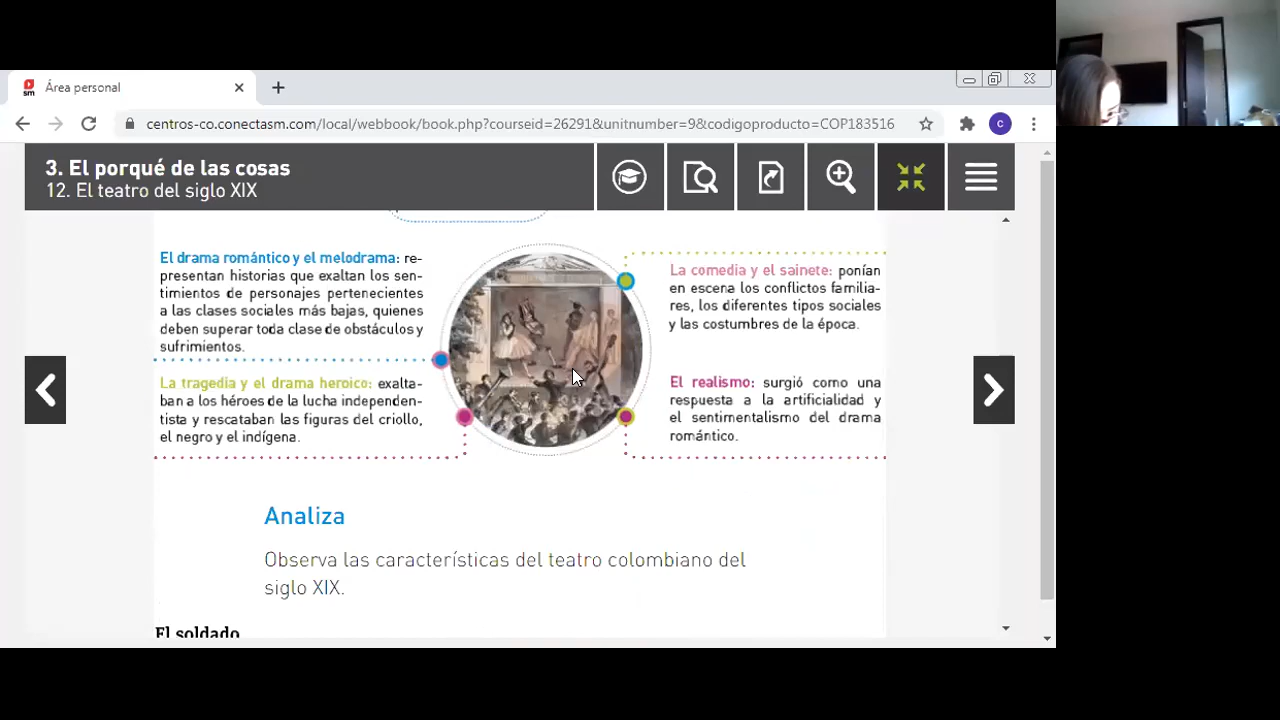 sm
Área personal
centros-co.conectasm.com/local/webbook/book.php?courseid=26291&unitnumber=9&codigoproducto=COP183516
c
3. El porqué de las cosas
12. El teatro del siglo XIX
El drama romántico y el melodrama: re-
presentan historias que exaltan los sen-
timientos de personajes pertenecientes
a las clases sociales más bajas, quienes
deben superar toda clase de obstáculos y
sufrimientos.
La tragedia y el drama heroico: exalta-
ban a los héroes de la lucha independen-
tista y rescataban las figuras del criollo,
el negro y el indígena.
La comedia y el sainete: ponían
en escena los conflictos familia-
res, los diferentes tipos sociales
y las costumbres de la época.
El realismo: surgió como una
respuesta a la artificialidad y
el sentimentalismo del drama
romántico.
Analiza
Observa las características del teatro colombiano del
siglo XIX.
El soldado